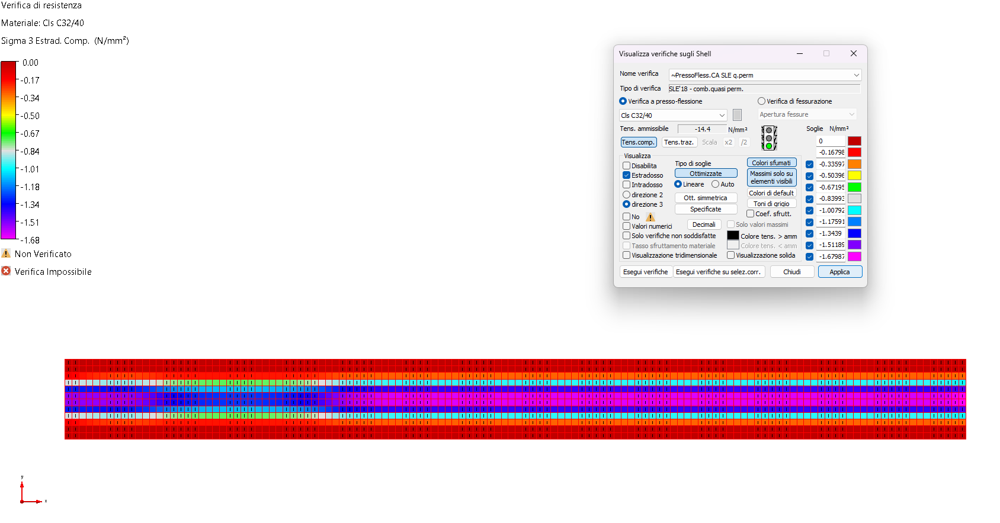 Verifica di resistenza
Materiale: Cls C32/40
Sigma 3 Estrad. Comp. (N/mm²)
0.00
-0.17
-0.34
-0.50
-0.67
-0.84
-1.01
-1.18
-1.34
-1.51
-1.68
Non Verificato
Verifica Impossibile
Visualizza verifiche sugli Shell
Nome verifica ~PressoFless.CA SLE q.perm
Tipo di verifica SLE'18 - comb.quasi perm.
Verifica a presso-flessione Verifica di fessurazione
Cls C32/40 Apertura fessure
Tens. ammissibile -14.4 N/mm² Soglie N/mm²
Tens.comp. Tens.traz. Scala x2 /2
Visualizza
Disabilita
Estradosso
Intradosso
direzione 2
direzione 3
No
Valori numerici
Solo verifiche non soddisfatte
Tasso sfruttamento materiale
Visualizzazione tridimensionale
Tipo di soglie
Ottimizzate
Lineare Auto
Ott. simmetrica
Specificate
Decimali
Colori sfumati
Massimi solo su
elementi visibili
Colori di default
Toni di grigio
Coef. sfrutt.
Solo valori massimi
Colore tens. > amm
Colore tens. < amm
Visualizzazione solida
0
-0.16798
-0.33597
-0.50396
-0.67195
-0.83993
-1.00792
-1.17591
-1.3439
-1.51189
-1.67987
Esegui verifiche Esegui verifiche su selez.corr. Chiudi Applica
y
x